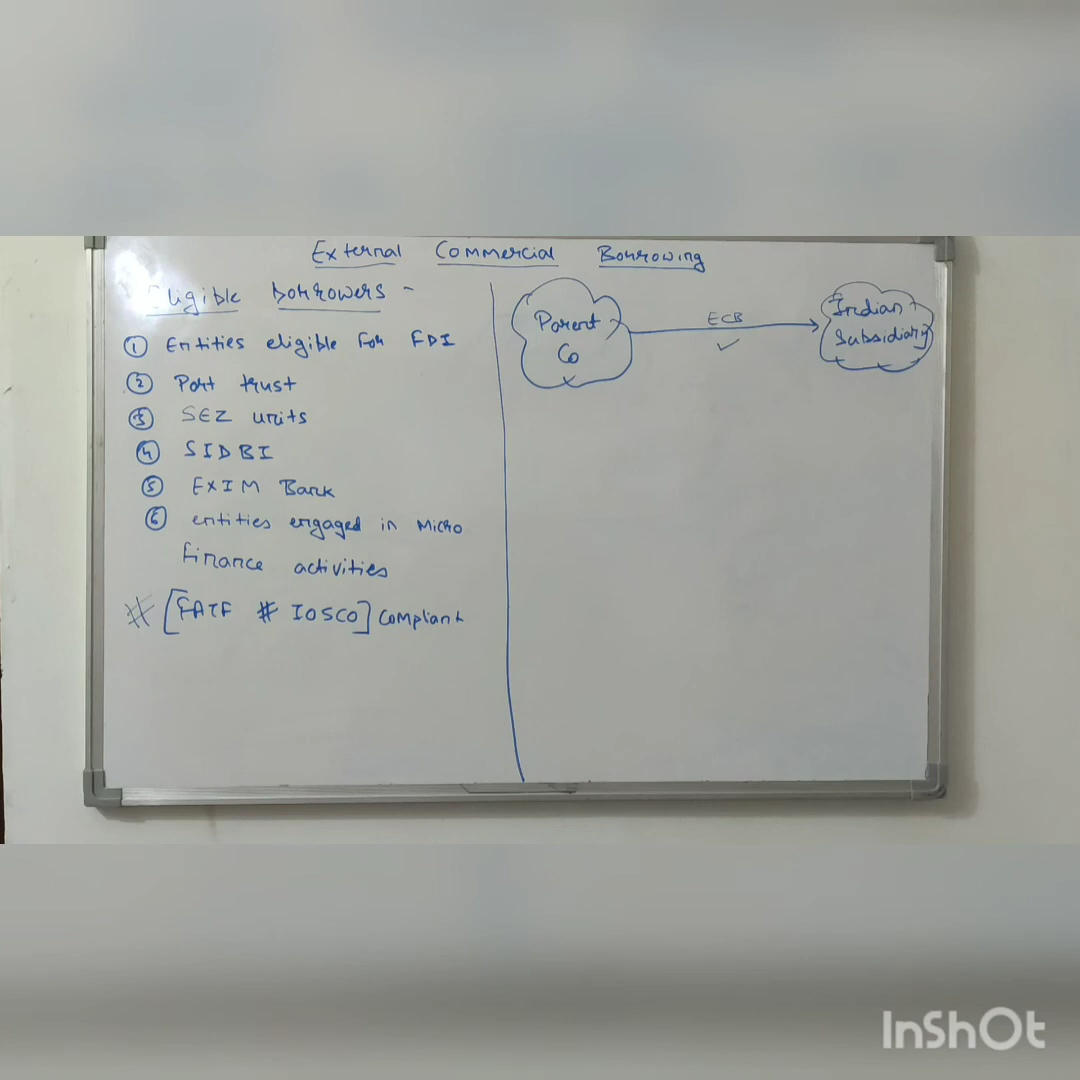 External Commercial Borrowing
Eligible borrowers -
① Entities eligible for FDI
② Port trust
③ SEZ units
④ SIDBI
⑤ EXIM Bank
⑥ entities engaged in Micro
finance activities
# [FATF # IOSCO] compliant
Parent
Co
ECB
✓
Indian
Subsidiary
InShOt